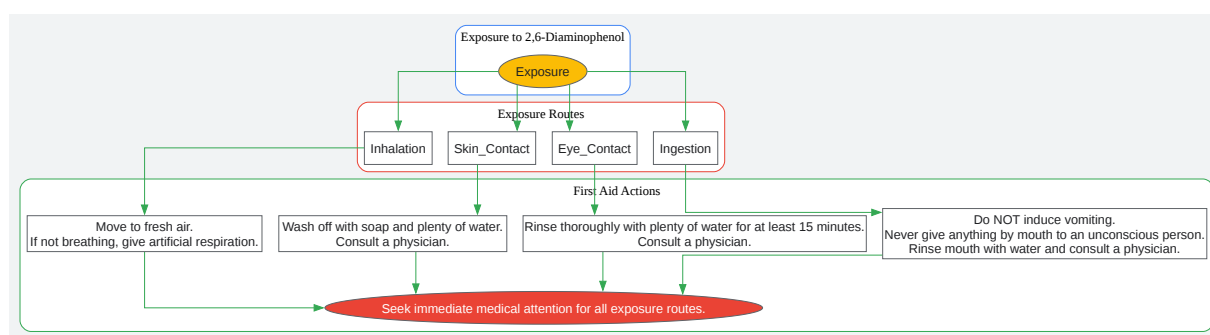 Exposure to 2,6-Diaminophenol
Exposure
Exposure Routes
Inhalation
Skin_Contact
Eye_Contact
Ingestion
First Aid Actions
Move to fresh air.
If not breathing, give artificial respiration.
Wash off with soap and plenty of water.
Consult a physician.
Rinse thoroughly with plenty of water for at least 15 minutes.
Consult a physician.
Do NOT induce vomiting.
Never give anything by mouth to an unconscious person.
Rinse mouth with water and consult a physician.
Seek immediate medical attention for all exposure routes.